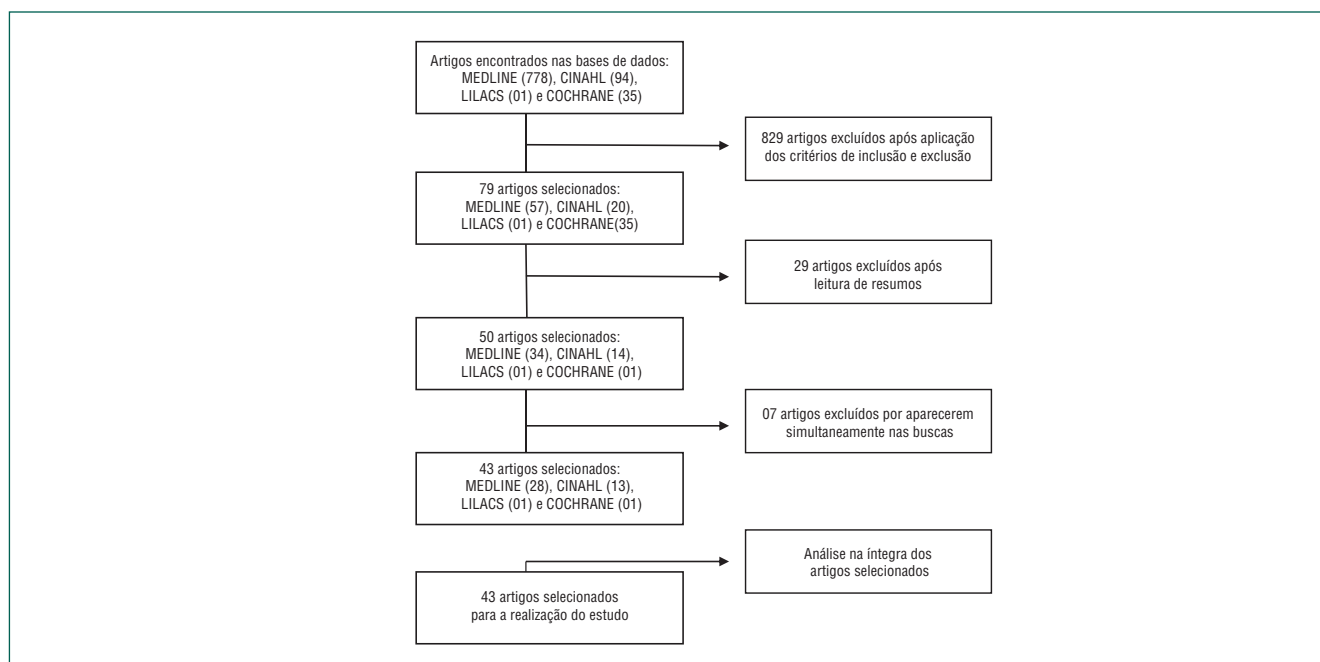 Artigos encontrados nas bases de dados:
MEDLINE (778), CINAHL (94),
LILACS (01) e COCHRANE (35)
829 artigos excluídos após aplicação
dos critérios de inclusão e exclusão
79 artigos selecionados:
MEDLINE (57), CINAHL (20),
LILACS (01) e COCHRANE(35)
29 artigos excluídos após
leitura de resumos
50 artigos selecionados:
MEDLINE (34), CINAHL (14),
LILACS (01) e COCHRANE (01)
07 artigos excluídos por aparecerem
simultaneamente nas buscas
43 artigos selecionados:
MEDLINE (28), CINAHL (13),
LILACS (01) e COCHRANE (01)
Análise na íntegra dos
artigos selecionados
43 artigos selecionados
para a realização do estudo